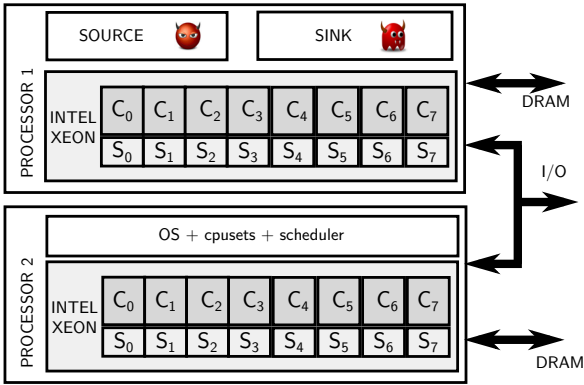 SOURCE SINK
PROCESSOR 1
INTEL XEON
C₀ C₁ C₂ C₃ C₄ C₅ C₆ C₇
S₀ S₁ S₂ S₃ S₄ S₅ S₆ S₇
DRAM
I/O
PROCESSOR 2
OS + cpusets + scheduler
INTEL XEON
C₀ C₁ C₂ C₃ C₄ C₅ C₆ C₇
S₀ S₁ S₂ S₃ S₄ S₅ S₆ S₇
DRAM